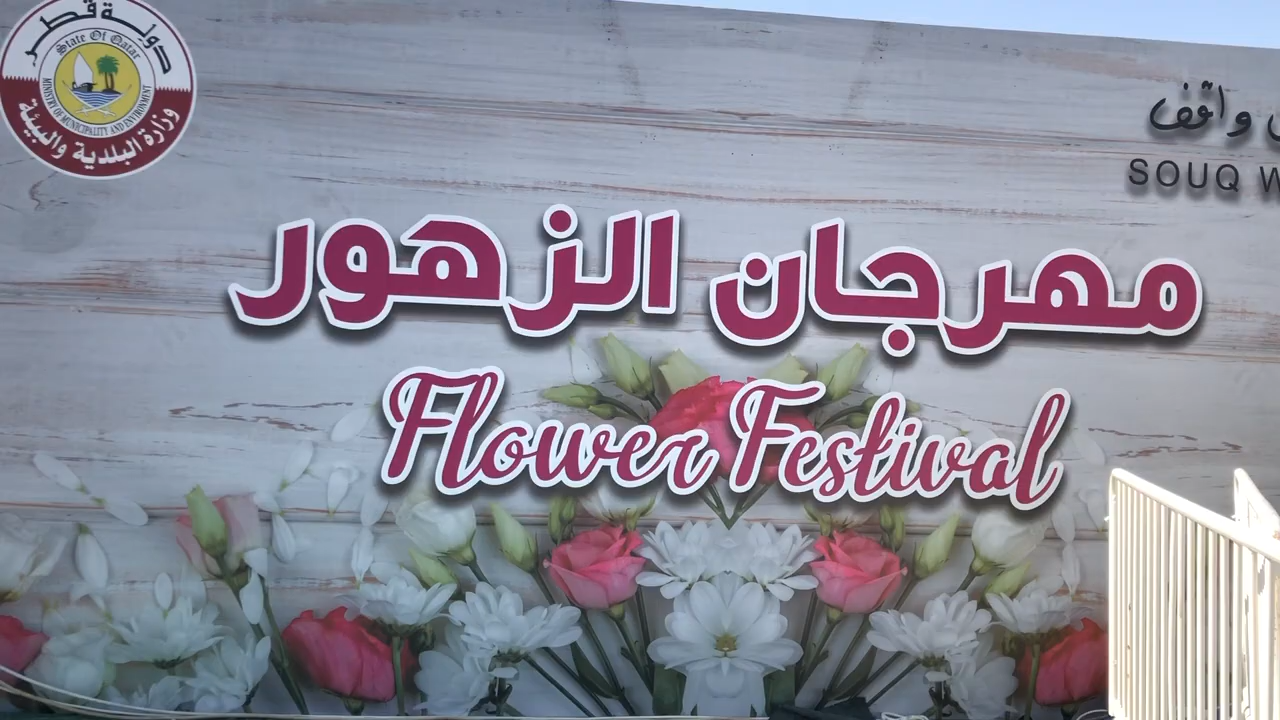 دولة قطر
State Of Qatar
MINISTRY OF MUNICIPALITY AND ENVIRONMENT
وزارة البلدية والبيئة
واقف
SOUQ
مهرجان الزهور
Flower Festival